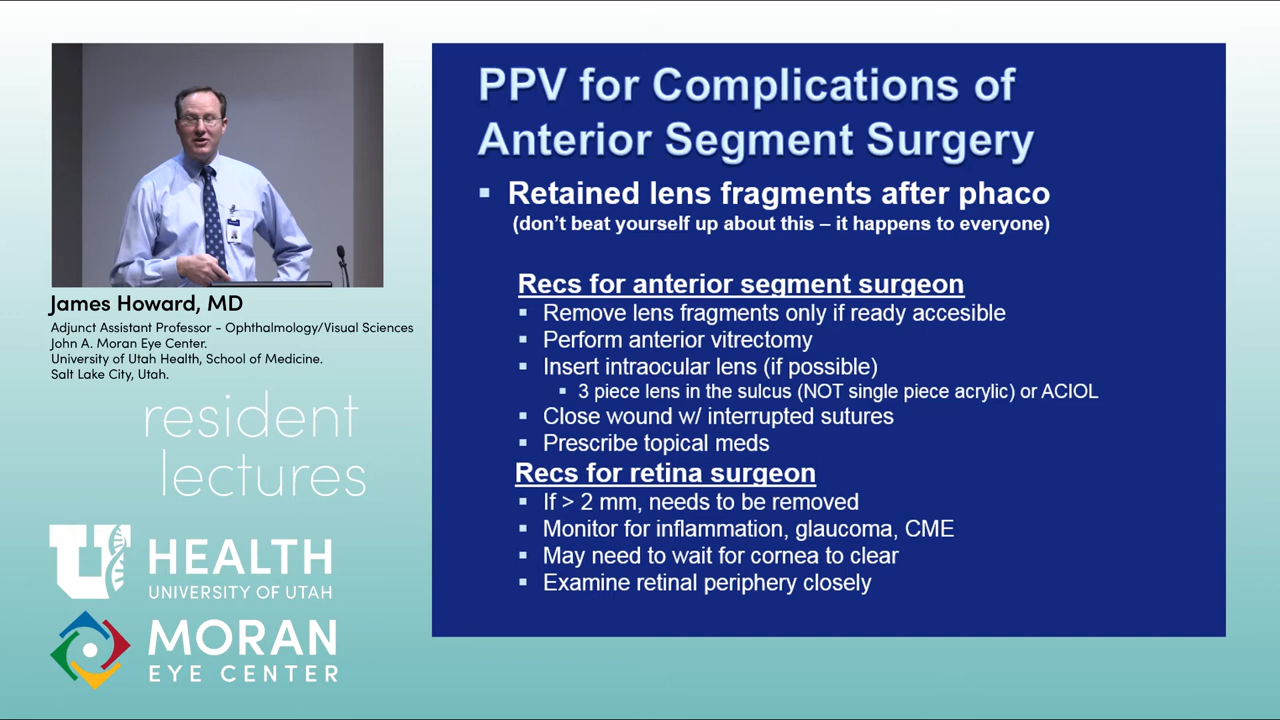 PPV for Complications of
Anterior Segment Surgery
▪ Retained lens fragments after phaco
(don't beat yourself up about this – it happens to everyone)
Recs for anterior segment surgeon
▪ Remove lens fragments only if ready accesible
▪ Perform anterior vitrectomy
▪ Insert intraocular lens (if possible)
▪ 3 piece lens in the sulcus (NOT single piece acrylic) or ACIOL
▪ Close wound w/ interrupted sutures
▪ Prescribe topical meds
Recs for retina surgeon
▪ If > 2 mm, needs to be removed
▪ Monitor for inflammation, glaucoma, CME
▪ May need to wait for cornea to clear
▪ Examine retinal periphery closely
James Howard, MD
Adjunct Assistant Professor - Ophthalmology/Visual Sciences
John A. Moran Eye Center.
University of Utah Health, School of Medicine.
Salt Lake City, Utah.
resident
lectures
U HEALTH
UNIVERSITY OF UTAH
MORAN
EYE CENTER